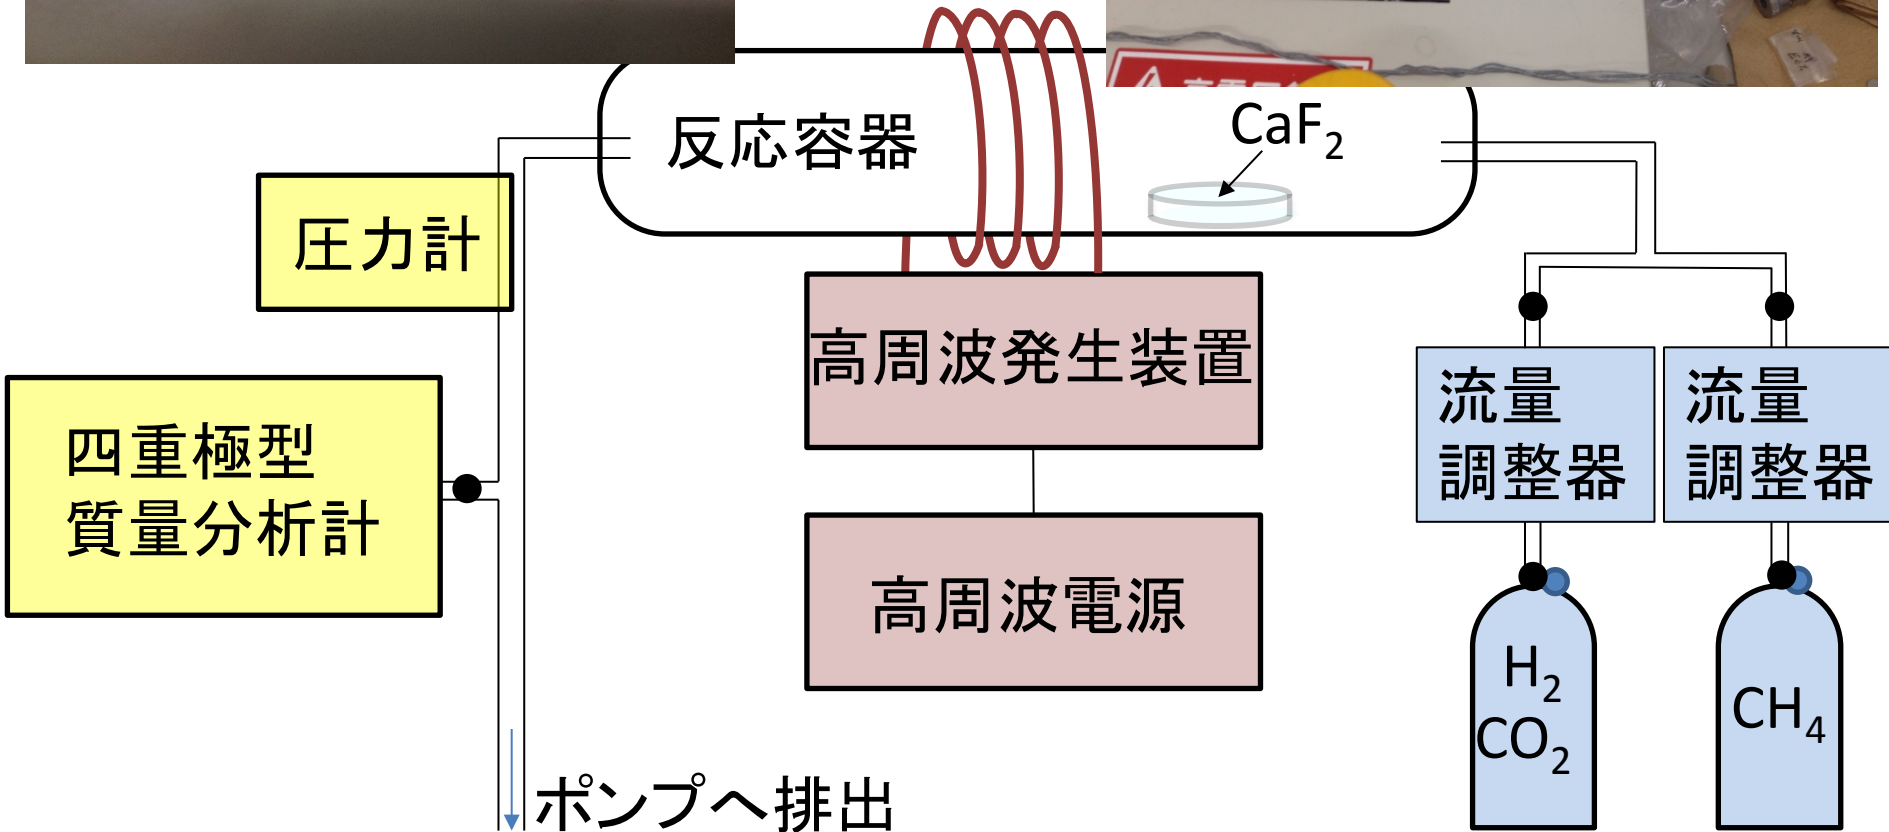 反応容器
CaF₂
圧力計
高周波発生装置
流量
調整器
流量
調整器
四重極型
質量分析計
高周波電源
H₂
CO₂
CH₄
ポンプへ排出